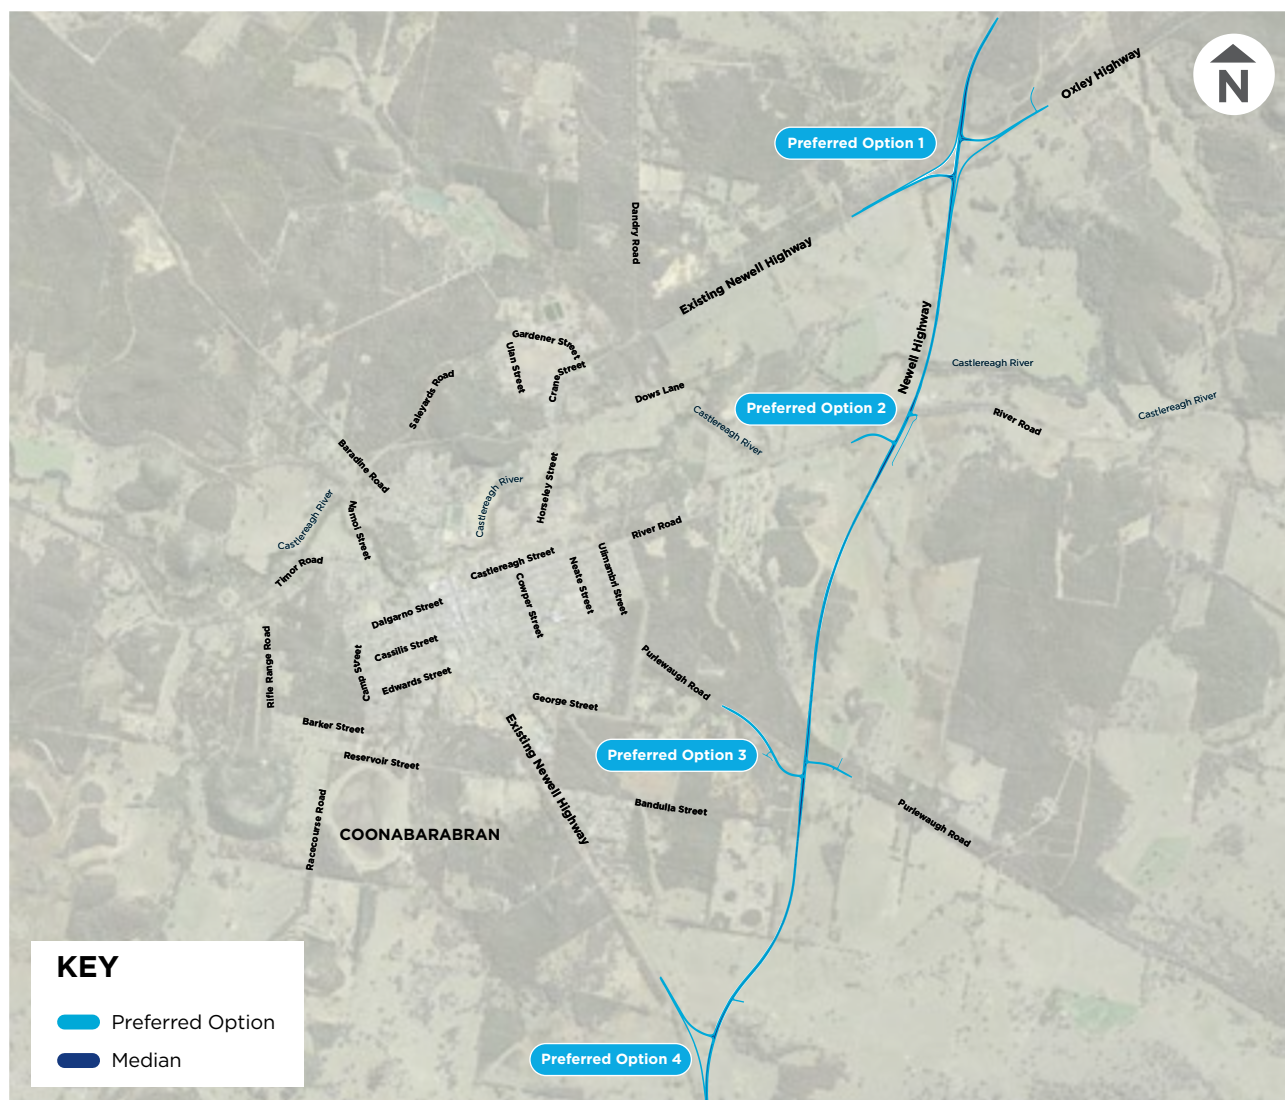 N
Oxley Highway
Preferred Option 1
Dandry Road
Existing Newell Highway
Newell Highway
Gardener Street
Ulan Street
Crane Street
Saleyards Road
Dows Lane
Castlereagh River
Castlereagh River
Preferred Option 2
Castlereagh River
River Road
Baradine Road
Castlereagh River
Horseley Street
Castlereagh River
Namoi Street
Timor Road
River Road
Castlereagh Street
Cowper Street
Neate Street
Ulimambri Street
Dalgarno Street
Cassilis Street
Camp Street
Edwards Street
Rifle Range Road
Purlewaugh Road
George Street
Barker Street
Reservoir Street
Existing Newell Highway
Preferred Option 3
Bandulla Street
Purlewaugh Road
Racecourse Road
COONABARABRAN
KEY
Preferred Option
Median
Preferred Option 4